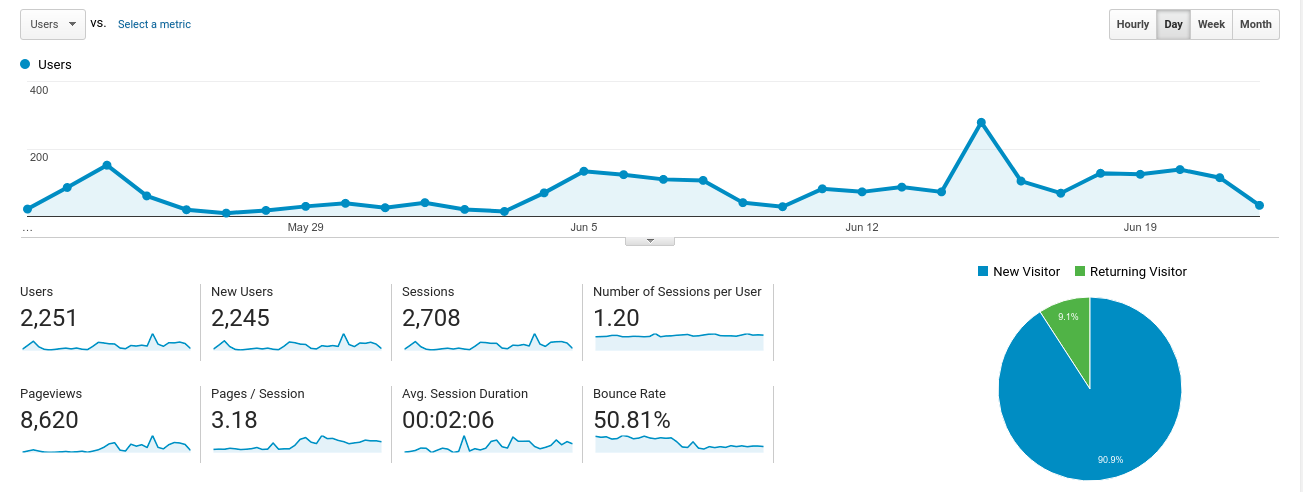 Users vs. Select a metric Hourly Day Week Month
Users
400
200
... May 29 Jun 5 Jun 12 Jun 19
New Visitor Returning Visitor
Users New Users Sessions Number of Sessions per User
2,251 2,245 2,708 1.20
9.1%
Pageviews Pages / Session Avg. Session Duration Bounce Rate
8,620 3.18 00:02:06 50.81%
90.9%